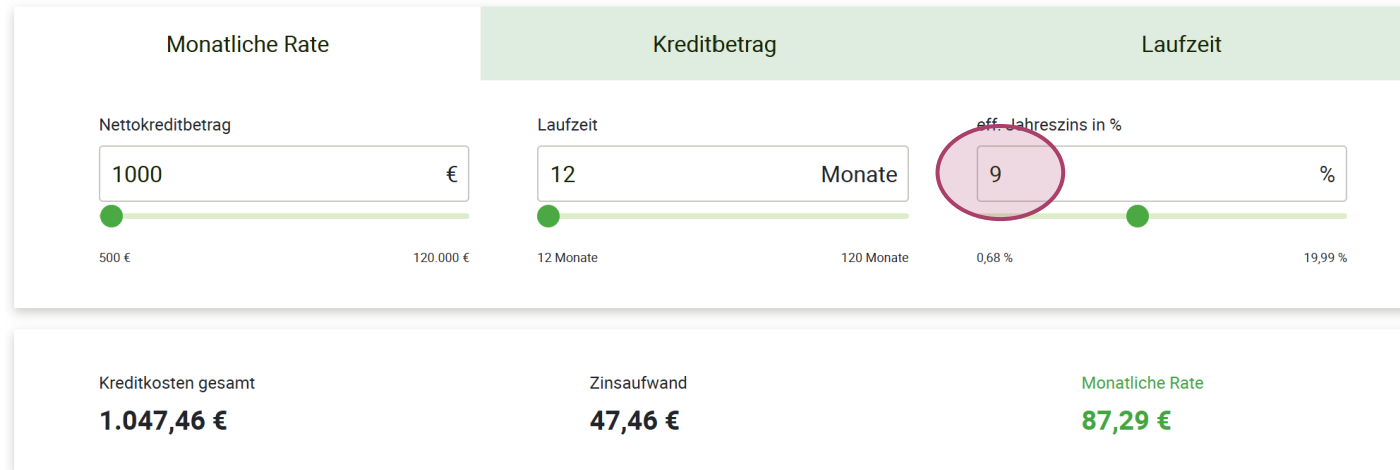 Monatliche Rate
Kreditbetrag
Laufzeit
Nettokreditbetrag
Laufzeit
eff. Jahreszins in %
1000 €
12 Monate
9 %
500 € 120.000 €
12 Monate 120 Monate
0,68 % 19,99 %
Kreditkosten gesamt
Zinsaufwand
Monatliche Rate
1.047,46 €
47,46 €
87,29 €